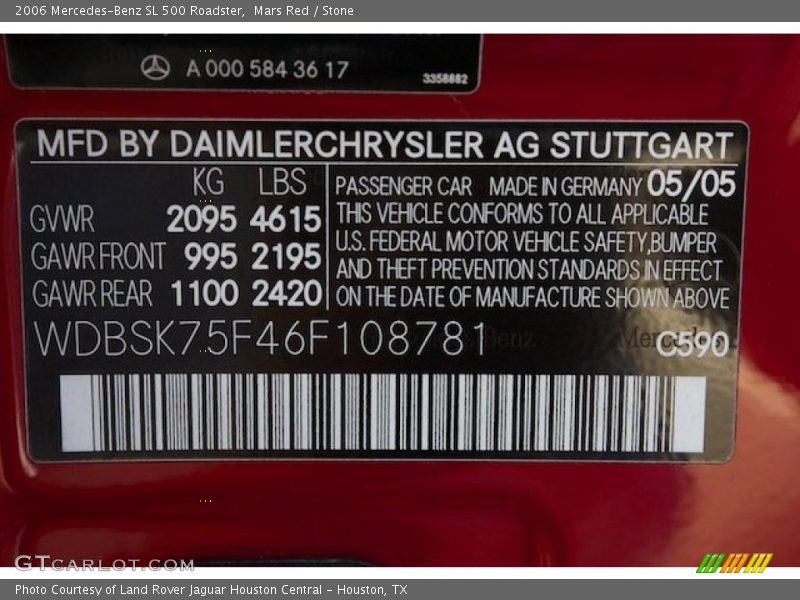 2006 Mercedes-Benz SL 500 Roadster,  Mars Red / Stone
A 000 584 36 17
3358882
MFD BY DAIMLERCHRYSLER AG STUTTGART
KG LBS
GVWR 2095 4615
GAWR FRONT 995 2195
GAWR REAR 1100 2420
PASSENGER CAR MADE IN GERMANY 05/05
THIS VEHICLE CONFORMS TO ALL APPLICABLE
U.S. FEDERAL MOTOR VEHICLE SAFETY,BUMPER
AND THEFT PREVENTION STANDARDS IN EFFECT
ON THE DATE OF MANUFACTURE SHOWN ABOVE
WDBSK75F46F108781
C590
GTCARLOT.COM
Photo Courtesy of Land Rover Jaguar Houston Central - Houston, TX